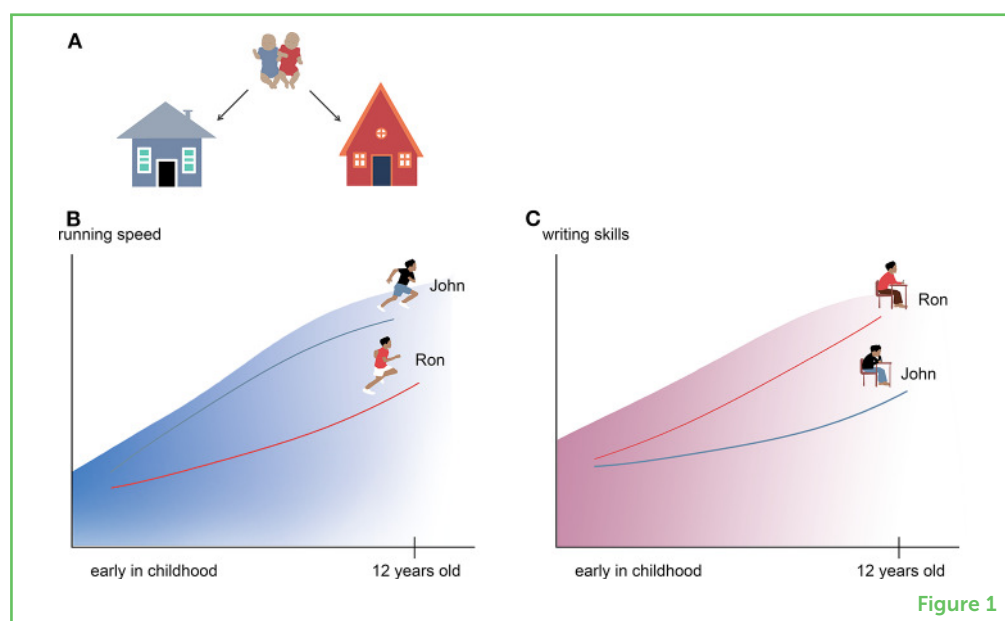 A
B
running speed
John
Ron
early in childhood
12 years old
C
writing skills
Ron
John
early in childhood
12 years old
Figure 1